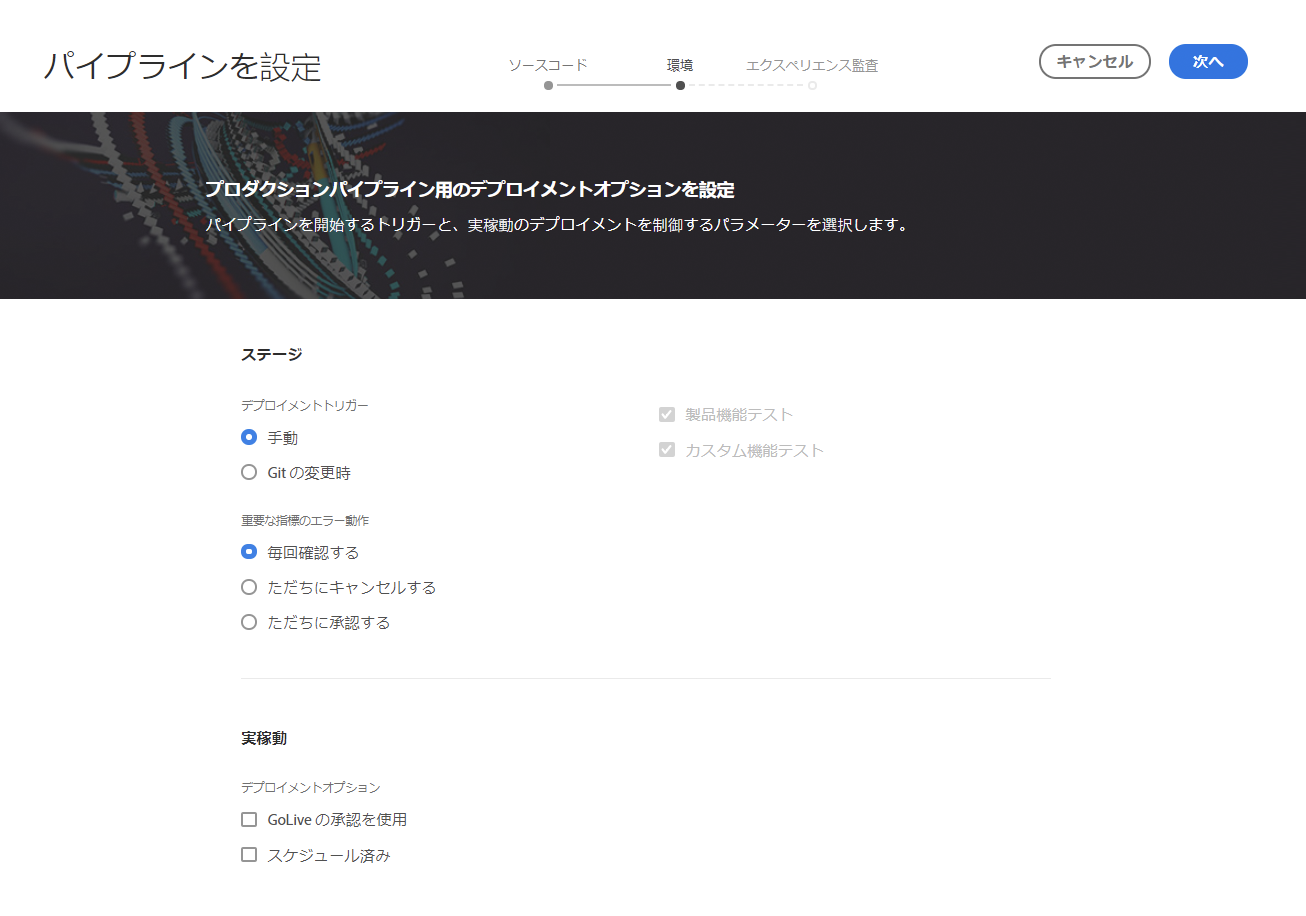 パイプラインを設定
ソースコード
環境
エクスペリエンス監査
キャンセル
次へ
プロダクションパイプライン用のデプロイメントオプションを設定
パイプラインを開始するトリガーと、実稼動のデプロイメントを制御するパラメーターを選択します。
ステージ
デプロイメントトリガー
手動
Git の変更時
製品機能テスト
カスタム機能テスト
重要な指標のエラー動作
毎回確認する
ただちにキャンセルする
ただちに承認する
実稼動
デプロイメントオプション
GoLive の承認を使用
スケジュール済み